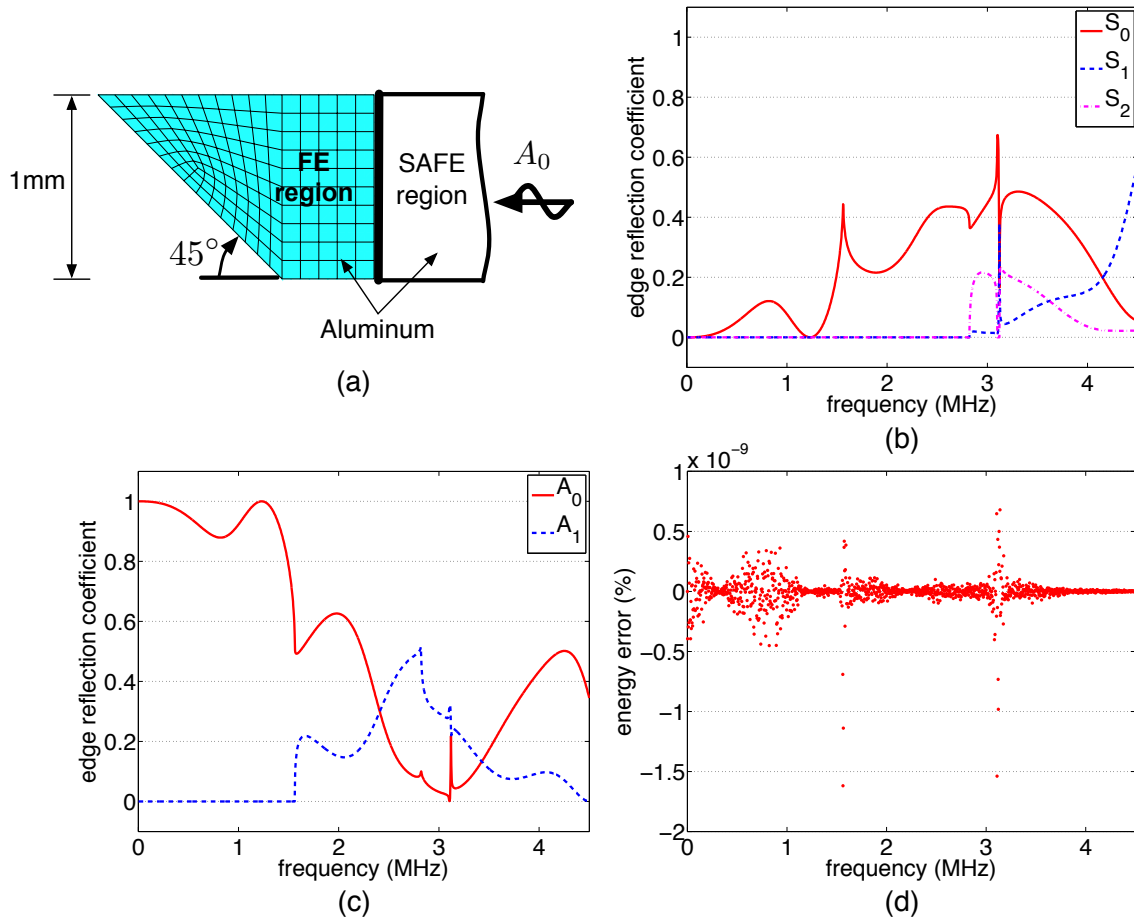 1mm
45°
FE
region
SAFE
region
A₀
Aluminum
(a)
edge reflection coefficient
1
0.8
0.6
0.4
0.2
0
0 1 2 3 4
frequency (MHz)
S₀
S₁
S₂
(b)
edge reflection coefficient
1
0.8
0.6
0.4
0.2
0
0 1 2 3 4
frequency (MHz)
A₀
A₁
(c)
x 10⁻⁹
energy error (%)
1
0.5
0
−0.5
−1
−1.5
−2
0 1 2 3 4
frequency (MHz)
(d)